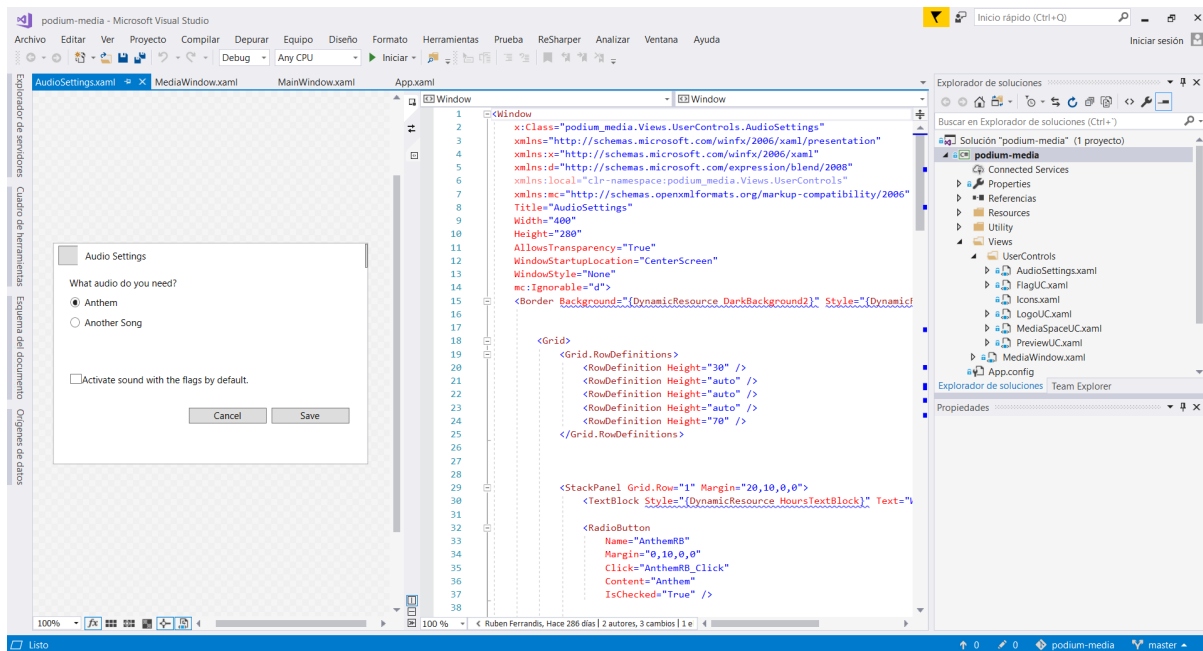 podium-media - Microsoft Visual Studio
Inicio rápido (Ctrl+Q)
Archivo Editar Ver Proyecto Compilar Depurar Equipo Diseño Formato Herramientas Prueba ReSharper Analizar Ventana Ayuda
Iniciar sesión
Debug Any CPU Iniciar
Explorador de servidores
Cuadro de herramientas
Esquema del documento
Orígenes de datos
AudioSettings.xaml MediaWindow.xaml MainWindow.xaml App.xaml
Audio Settings
What audio do you need?
Anthem
Another Song
Activate sound with the flags by default.
Cancel Save
100%
Window Window
1 <Window
2 x:Class="podium_media.Views.UserControls.AudioSettings"
3 xmlns="http://schemas.microsoft.com/winfx/2006/xaml/presentation"
4 xmlns:x="http://schemas.microsoft.com/winfx/2006/xaml"
5 xmlns:d="http://schemas.microsoft.com/expression/blend/2008"
6 xmlns:local="clr-namespace:podium_media.Views.UserControls"
7 xmlns:mc="http://schemas.openxmlformats.org/markup-compatibility/2006"
8 Title="AudioSettings"
9 Width="400"
10 Height="280"
11 AllowsTransparency="True"
12 WindowStartupLocation="CenterScreen"
13 WindowStyle="None"
14 mc:Ignorable="d">
15 <Border Background="{DynamicResource DarkBackground2}" Style="{Dynamic
16
17
18 <Grid>
19 <Grid.RowDefinitions>
20 <RowDefinition Height="30" />
21 <RowDefinition Height="auto" />
22 <RowDefinition Height="auto" />
23 <RowDefinition Height="auto" />
24 <RowDefinition Height="70" />
25 </Grid.RowDefinitions>
26
27
28
29 <StackPanel Grid.Row="1" Margin="20,10,0,0">
30 <TextBlock Style="{DynamicResource HoursTextBlock}" Text="
31
32 <RadioButton
33 Name="AnthemRB"
34 Margin="0,10,0,0"
35 Click="AnthemRB_Click"
36 Content="Anthem"
37 IsChecked="True" />
38
100 % Ruben Ferrandis, Hace 286 días | 2 autores, 3 cambios | 1 e
Explorador de soluciones
Buscar en Explorador de soluciones (Ctrl+´)
Solución "podium-media" (1 proyecto)
podium-media
Connected Services
Properties
Referencias
Resources
Utility
Views
UserControls
AudioSettings.xaml
FlagUC.xaml
Icons.xaml
LogoUC.xaml
MediaSpaceUC.xaml
PreviewUC.xaml
MediaWindow.xaml
App.config
Explorador de soluciones Team Explorer
Propiedades
Listo
0 0 podium-media master